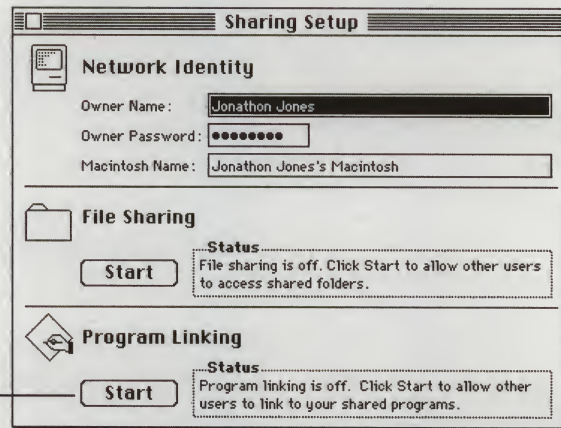 Sharing Setup
Network Identity
Owner Name: Jonathon Jones
Owner Password: ●●●●●●●●
Macintosh Name: Jonathon Jones's Macintosh
File Sharing
Status
Start
File sharing is off. Click Start to allow other users
to access shared folders.
Program Linking
Status
Start
Program linking is off. Click Start to allow other
users to link to your shared programs.